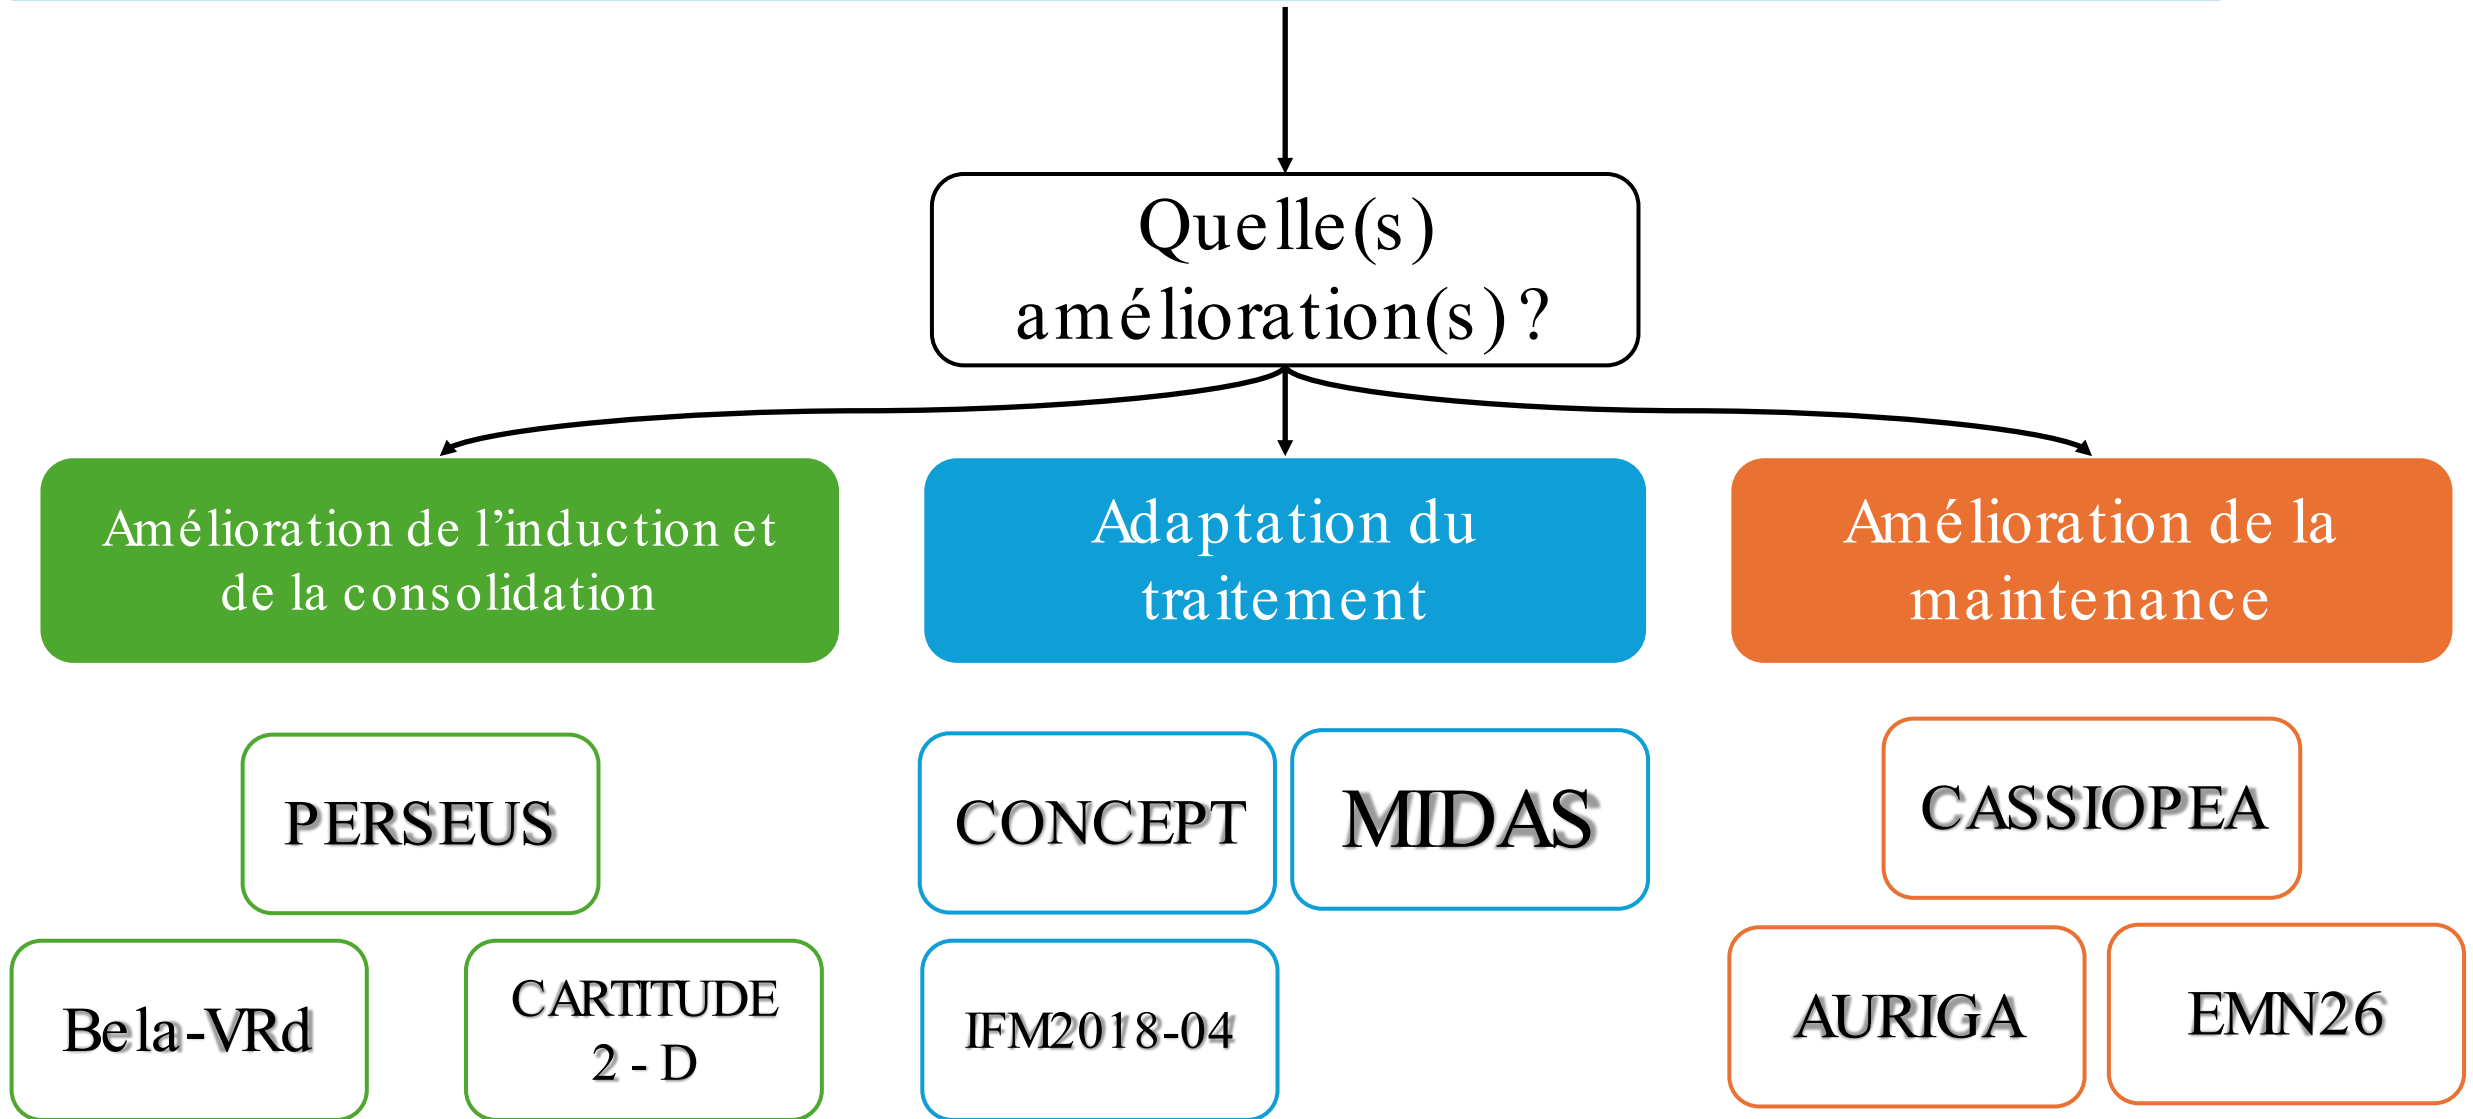 Quelle(s)
amélioration(s) ?
Amélioration de l’induction et
de la consolidation
Adaptation du
traitement
Amélioration de la
maintenance
PERSEUS
CONCEPT
MIDAS
CASSIOPEA
Bela-VRd
CARTITUDE
2 - D
IFM2018-04
AURIGA
EMN26